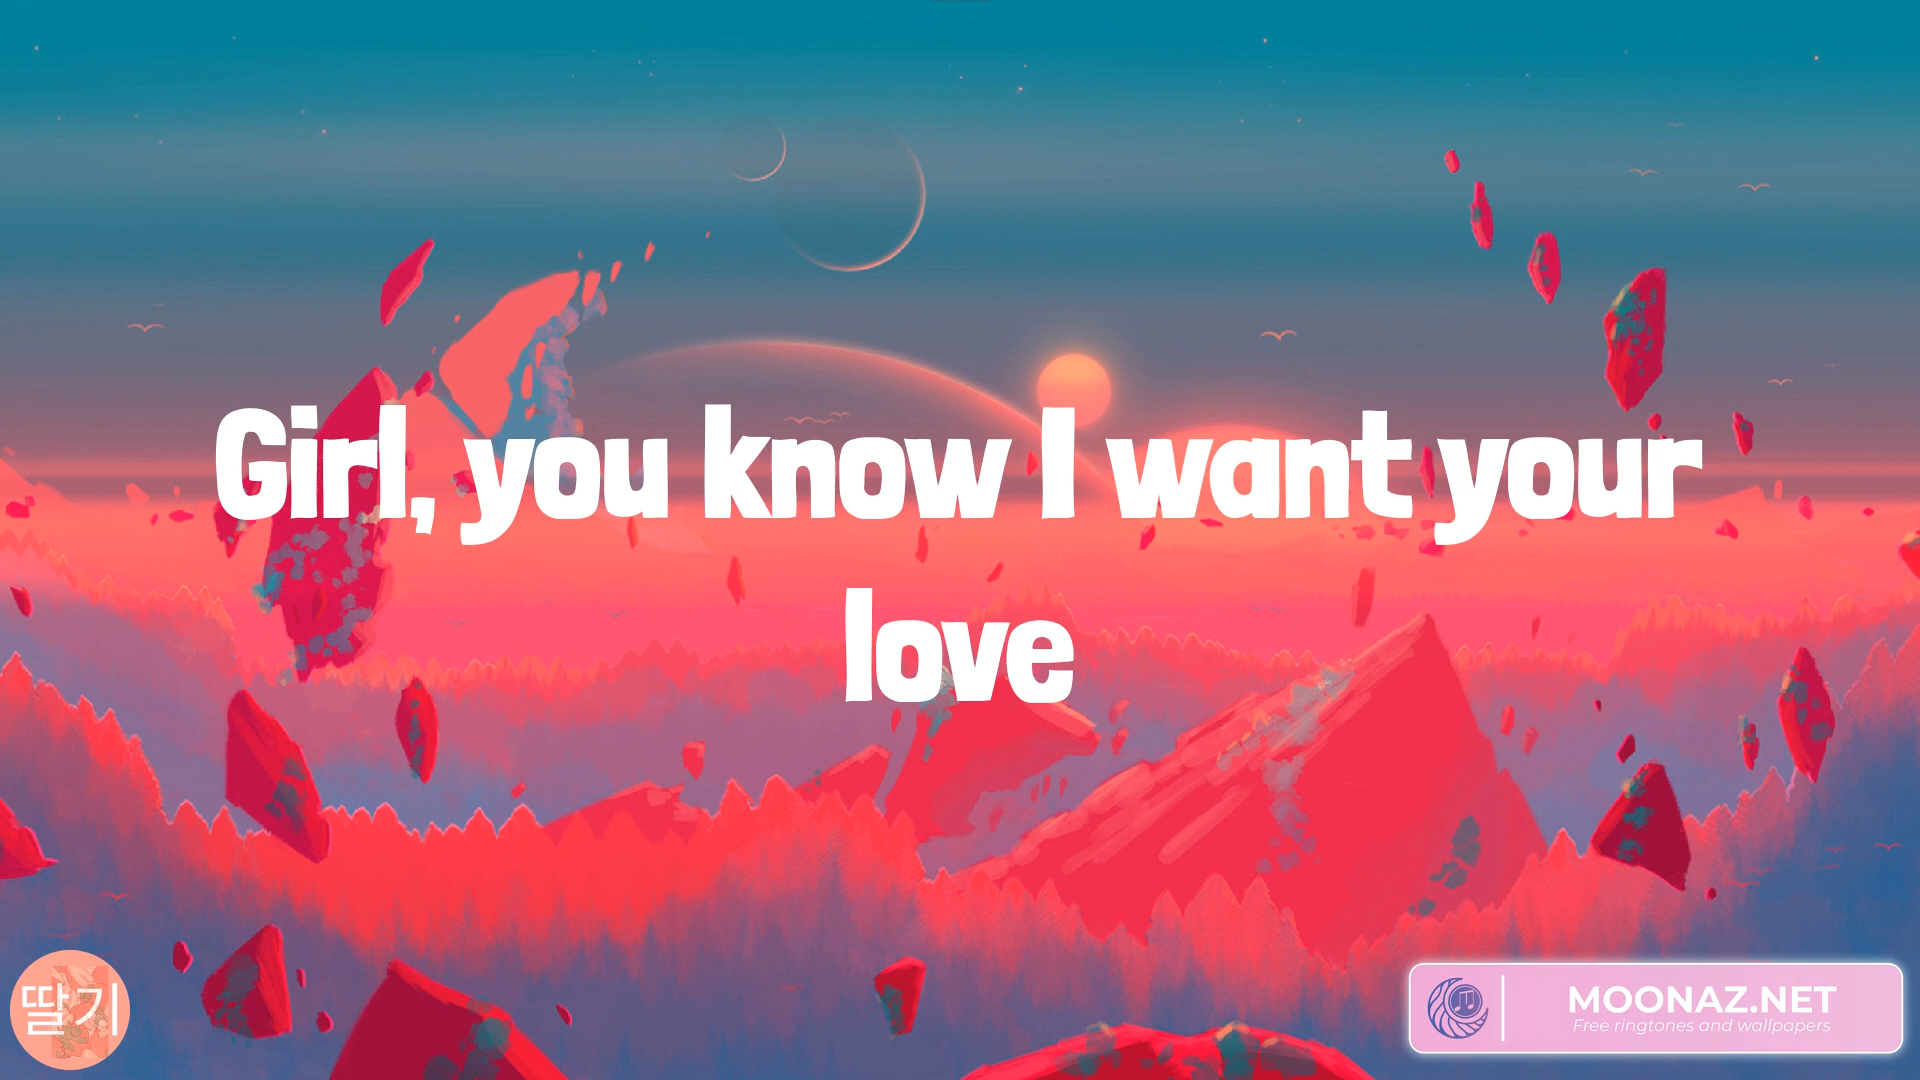 Girl, you know I want your
love
딸기
MOONAZ.NET
Free ringtones and wallpapers